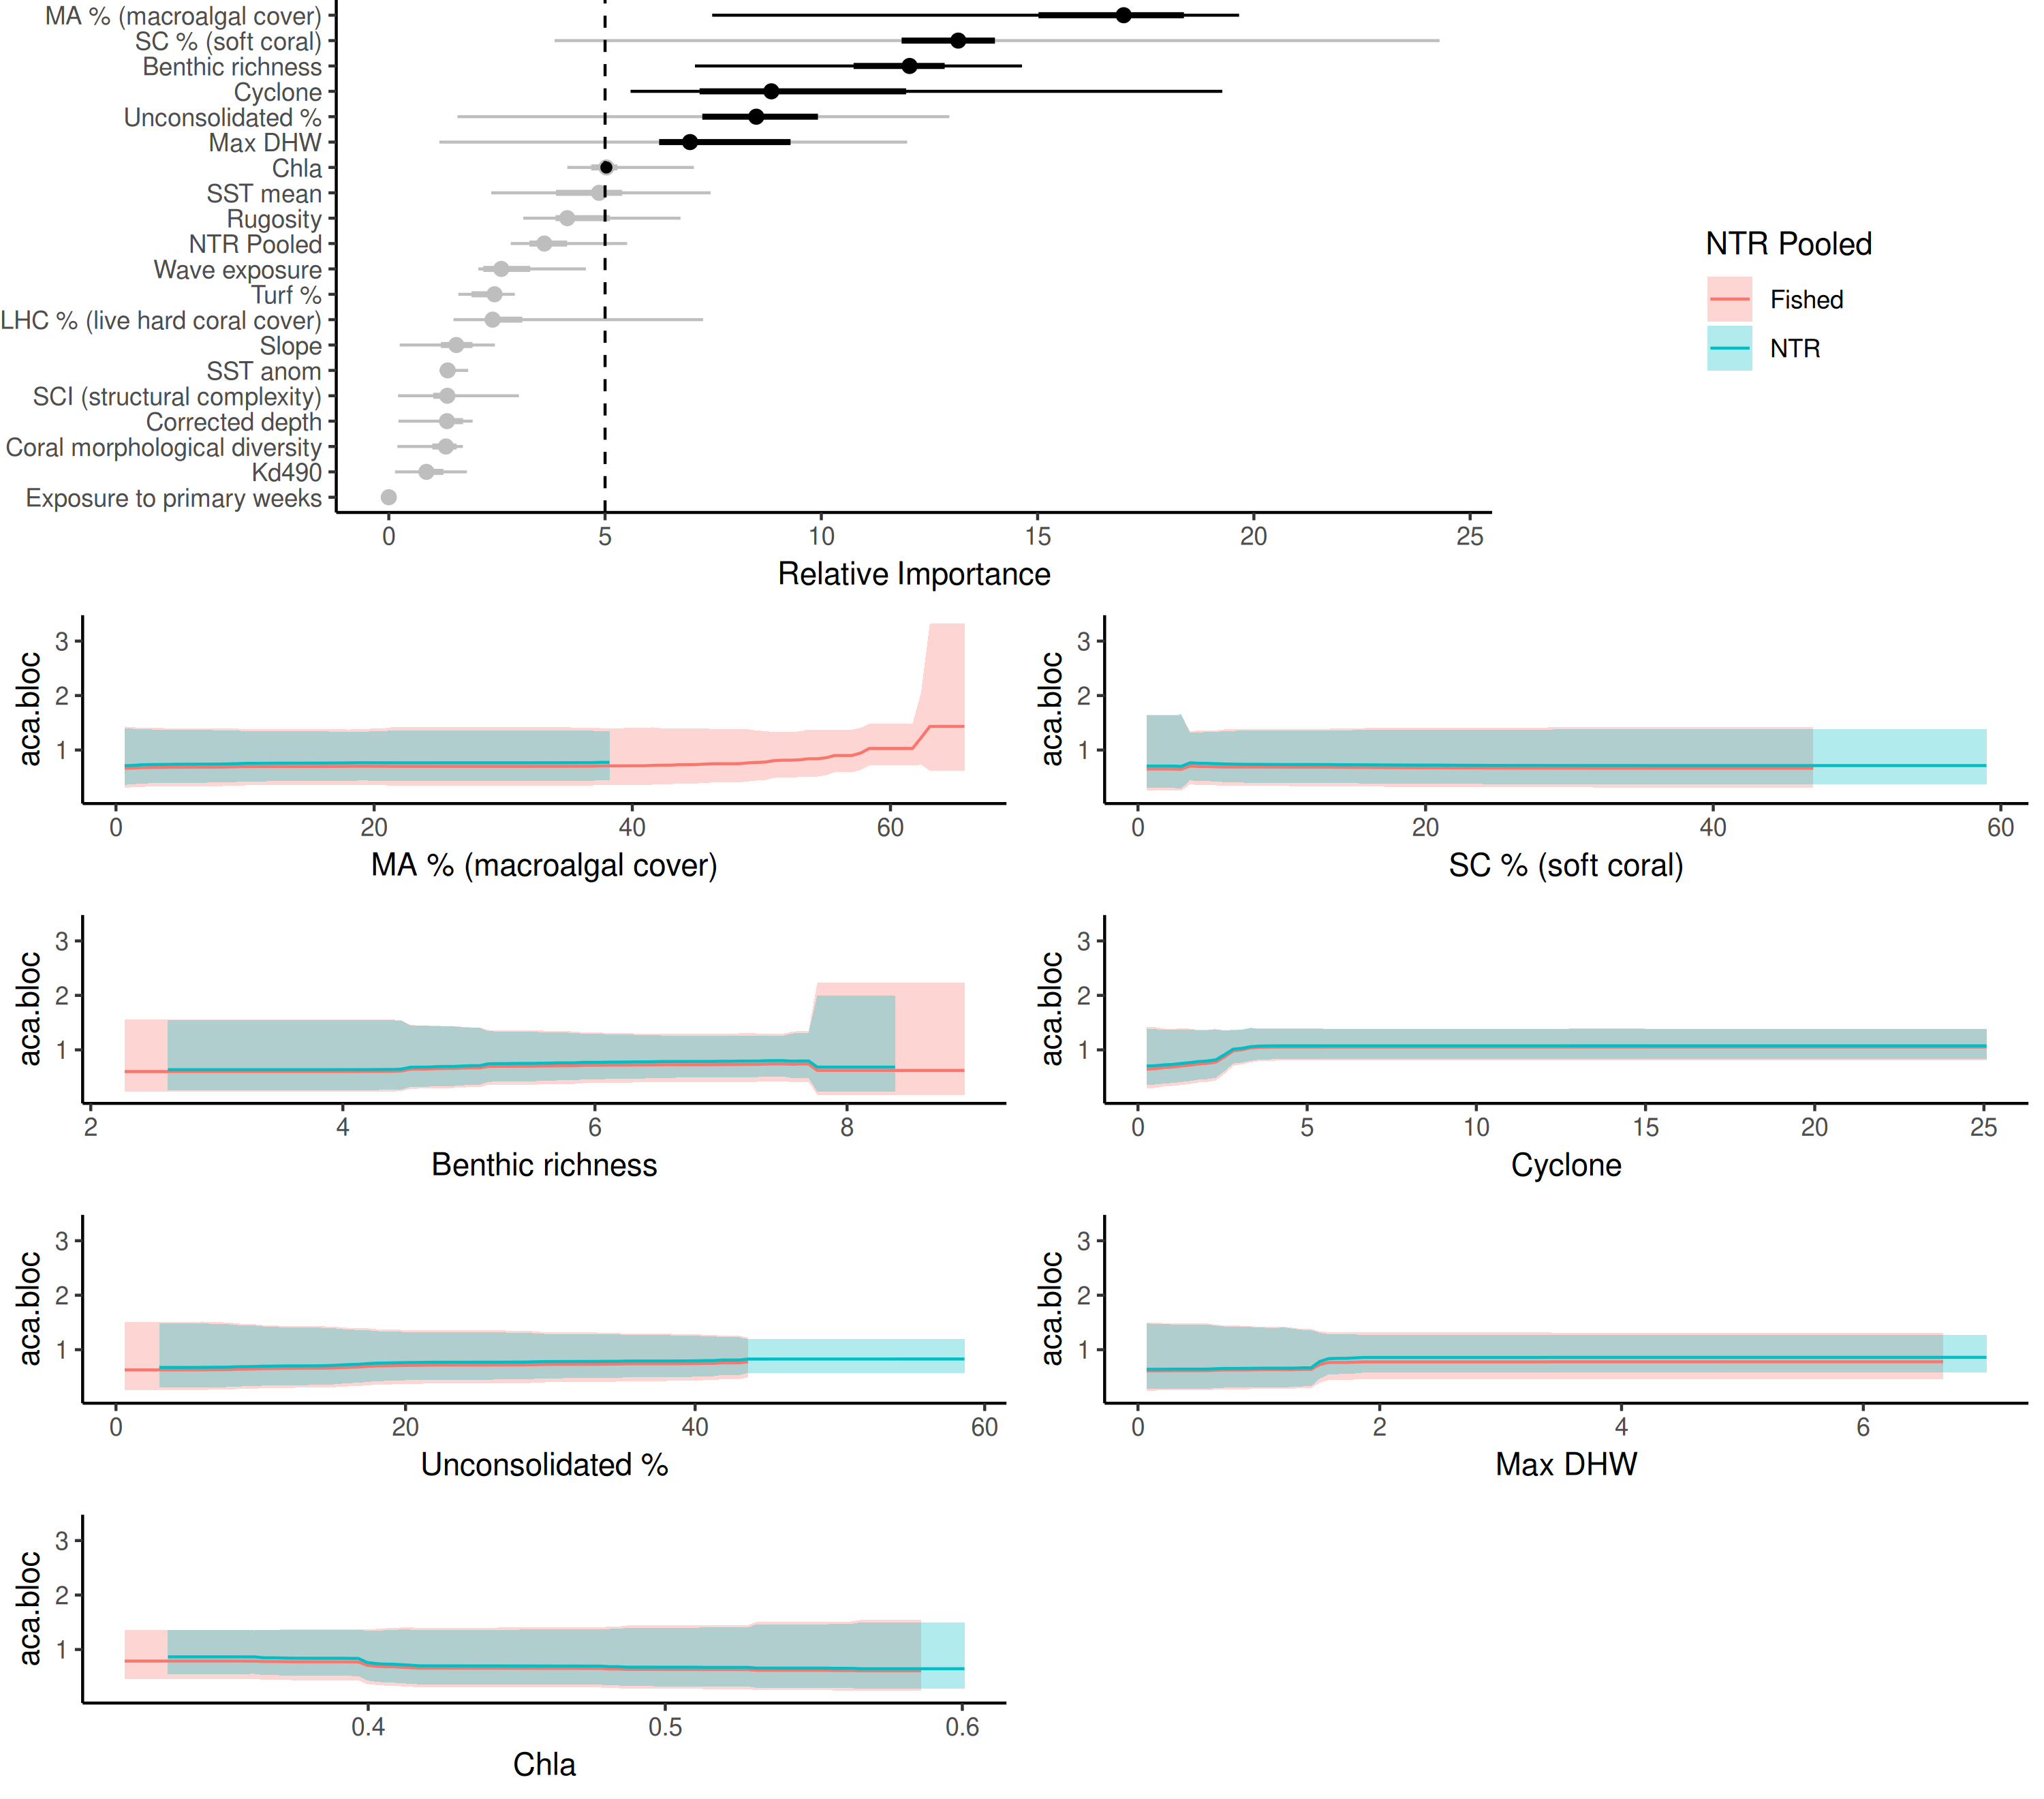 MA % (macroalgal cover)
SC % (soft coral)
Benthic richness
Cyclone
Unconsolidated %
Max DHW
Chla
SST mean
Rugosity
NTR Pooled
Wave exposure
Turf %
LHC % (live hard coral cover)
Slope
SST anom
SCI (structural complexity)
Corrected depth
Coral morphological diversity
Kd490
Exposure to primary weeks
0 5 10 15 20 25
Relative Importance
NTR Pooled
Fished
NTR
aca.bloc
3
2
1
0 20 40 60
MA % (macroalgal cover)
aca.bloc
3
2
1
0 20 40 60
SC % (soft coral)
aca.bloc
3
2
1
2 4 6 8
Benthic richness
aca.bloc
3
2
1
0 5 10 15 20 25
Cyclone
aca.bloc
3
2
1
0 20 40 60
Unconsolidated %
aca.bloc
3
2
1
0 2 4 6
Max DHW
aca.bloc
3
2
1
0.4 0.5 0.6
Chla